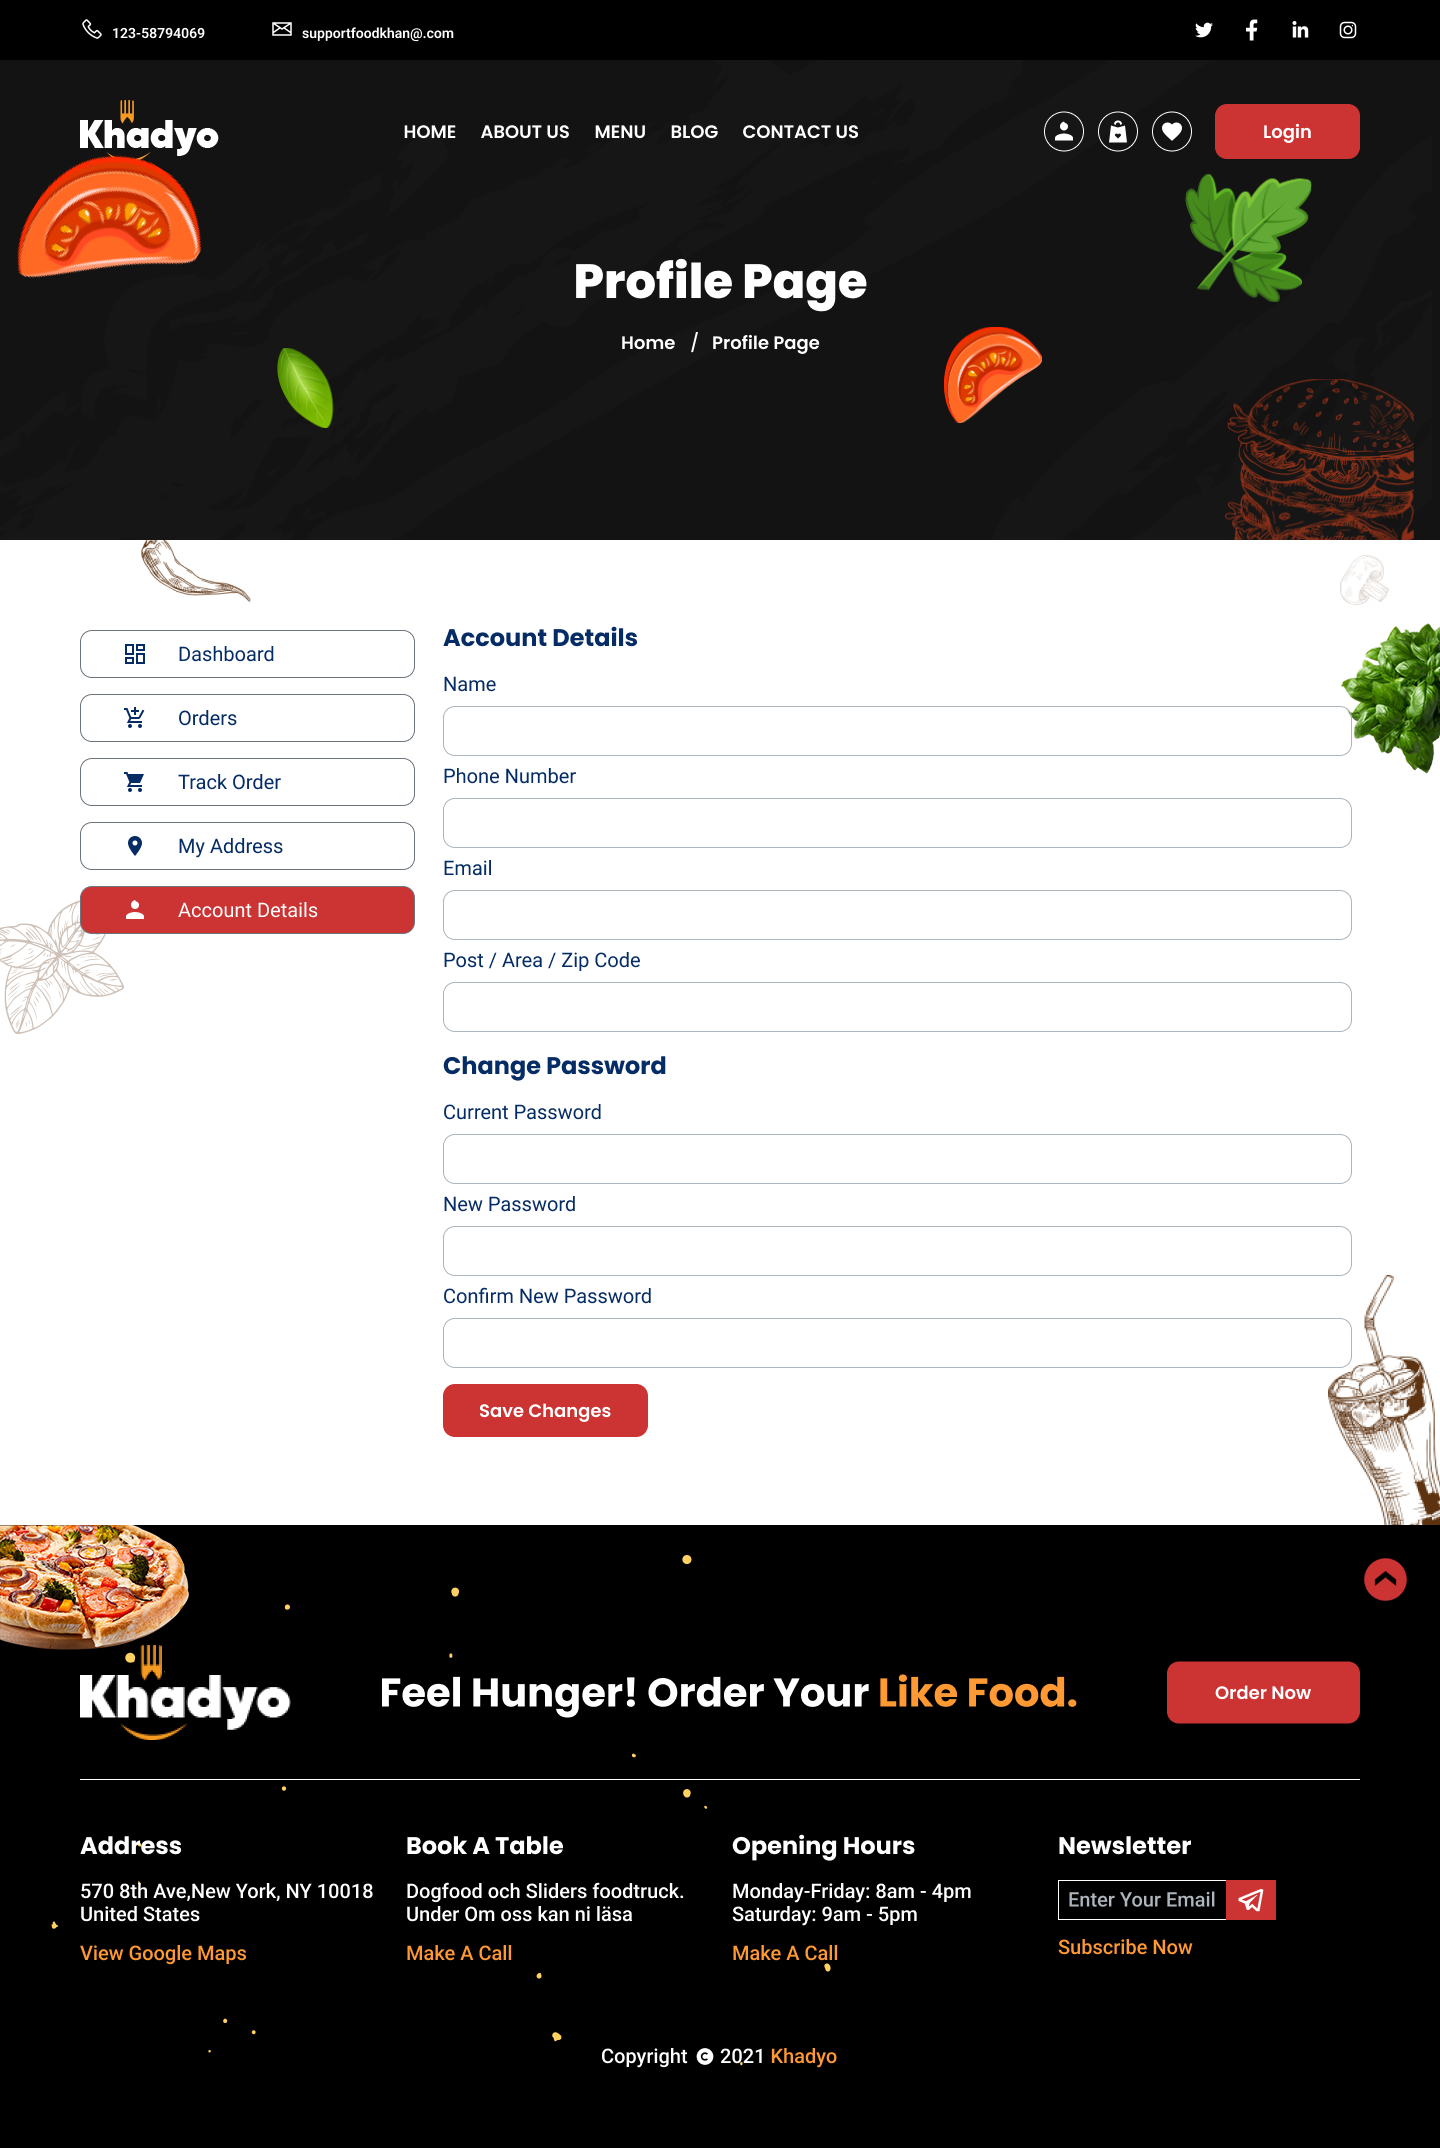 123-58794069
supportfoodkhan@.com
Khadyo
HOME ABOUT US MENU BLOG CONTACT US
Login
Profile Page
Home / Profile Page
Dashboard
Orders
Track Order
My Address
Account Details
Account Details
Name
Phone Number
Email
Post / Area / Zip Code
Change Password
Current Password
New Password
Confirm New Password
Save Changes
Khadyo
Feel Hunger! Order Your Like Food.
Order Now
Address
570 8th Ave,New York, NY 10018
United States
View Google Maps
Book A Table
Dogfood och Sliders foodtruck.
Under Om oss kan ni läsa
Make A Call
Opening Hours
Monday-Friday: 8am - 4pm
Saturday: 9am - 5pm
Make A Call
Newsletter
Enter Your Email
Subscribe Now
Copyright © 2021 Khadyo